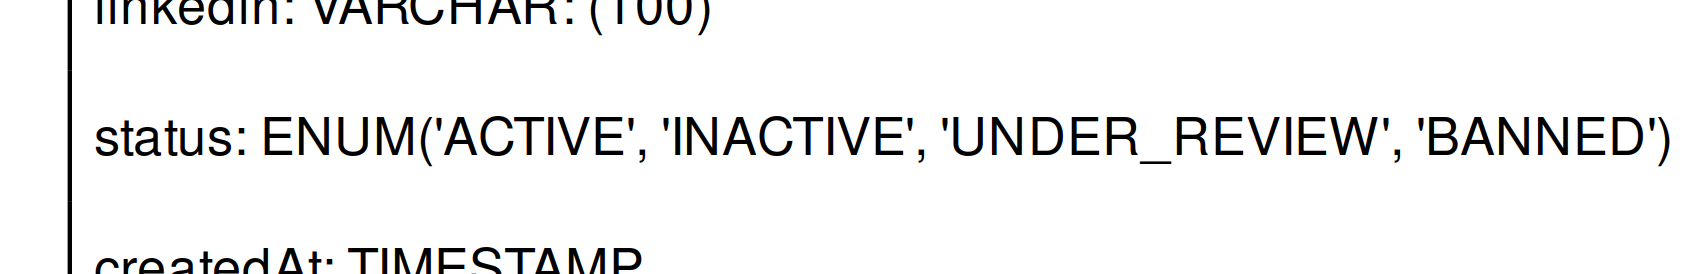 linkedin: VARCHAR: (100)
status: ENUM('ACTIVE', 'INACTIVE', 'UNDER_REVIEW', 'BANNED')
createdAt: TIMESTAMP